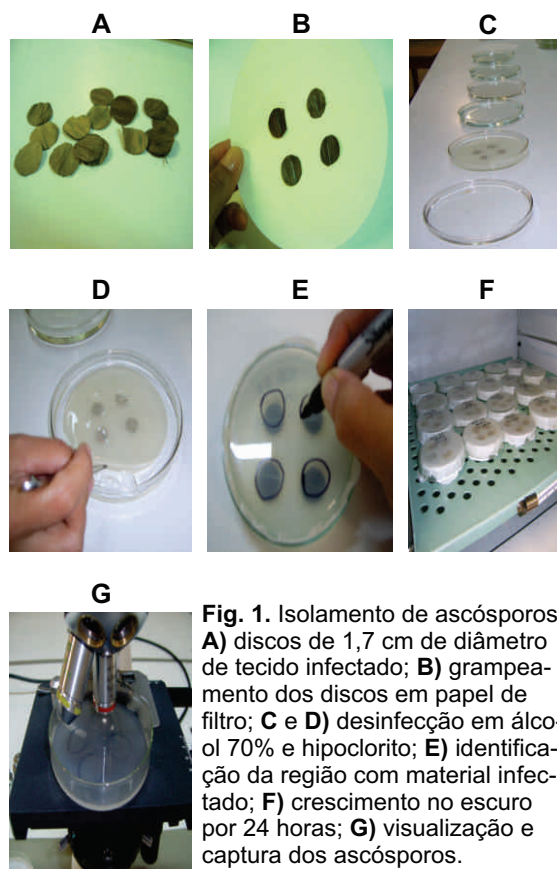 A
B
C
D
E
F
G
Fig. 1. Isolamento de ascósporos.
A) discos de 1,7 cm de diâmetro
de tecido infectado; B) grampea-
mento dos discos em papel de
filtro; C e D) desinfecção em álco-
ol 70% e hipoclorito; E) identifica-
ção da região com material infec-
tado; F) crescimento no escuro
por 24 horas; G) visualização e
captura dos ascósporos.